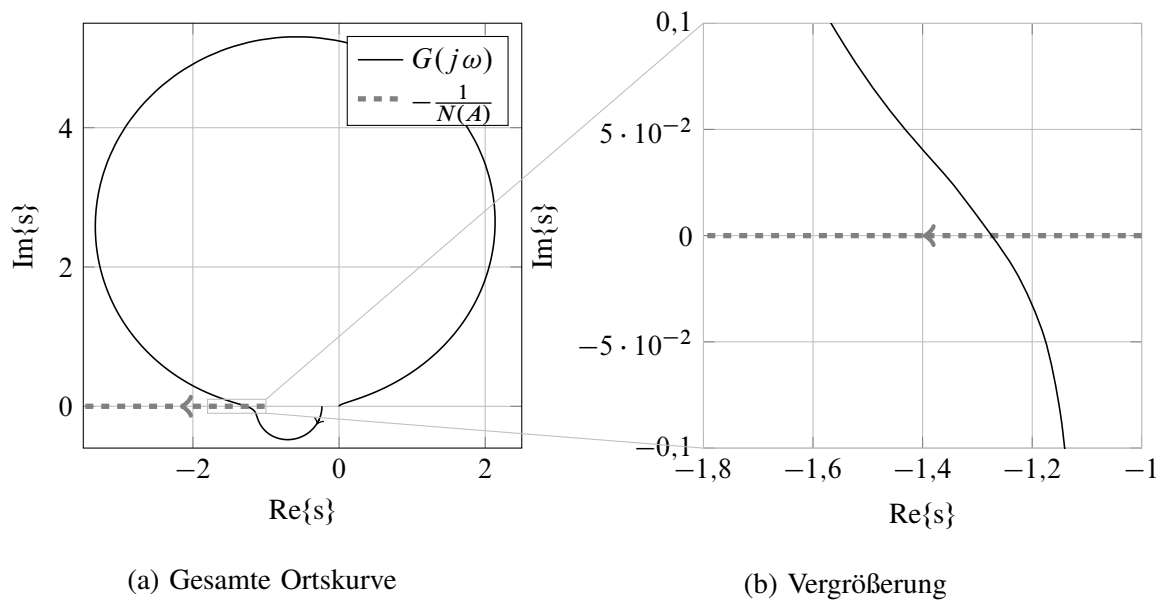 G(jω)
−1/N(A)
4
2
0
−2
0
2
Im{s}
Re{s}
(a) Gesamte Ortskurve
0,1
5 · 10⁻²
0
−5 · 10⁻²
−0,1
−1,8
−1,6
−1,4
−1,2
−1
Im{s}
Re{s}
(b) Vergrößerung